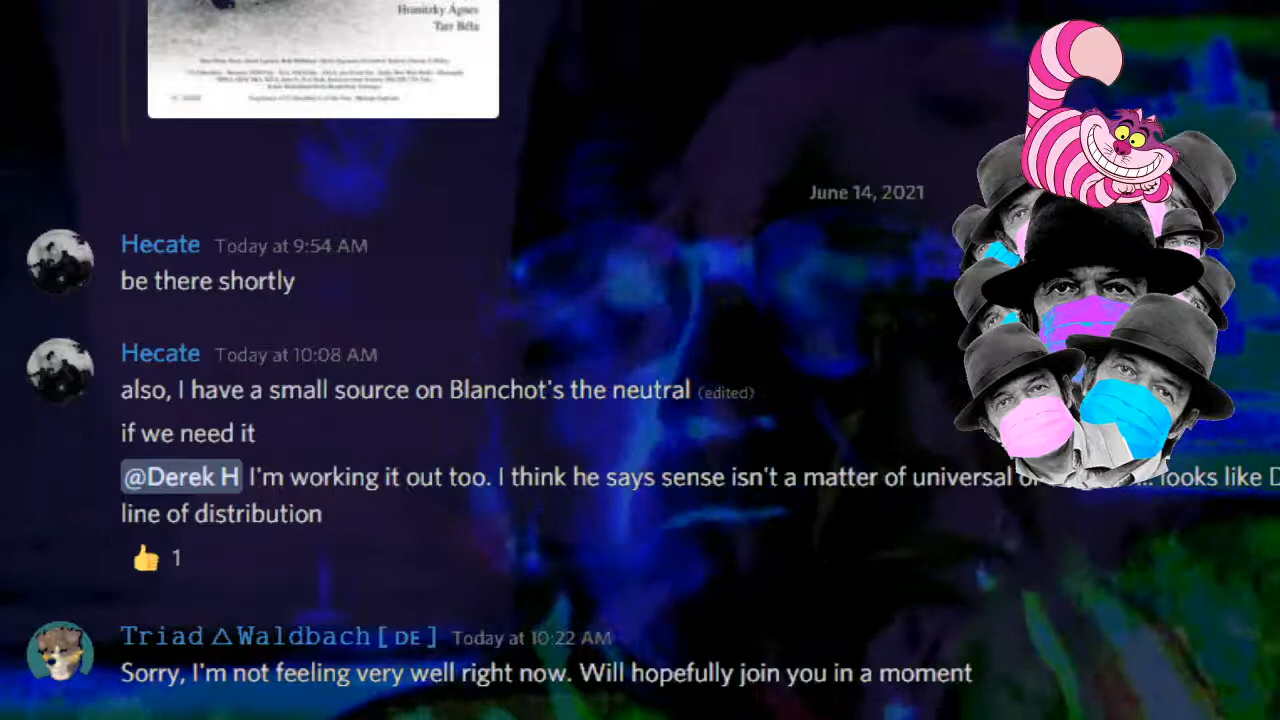 Hranitzky Ágnes
Tarr Béla
June 14, 2021
Hecate Today at 9:54 AM
be there shortly
Hecate Today at 10:08 AM
also, I have a small source on Blanchot's the neutral (edited)
if we need it
@Derek H I'm working it out too. I think he says sense isn't a matter of universal looks like
line of distribution
👍 1
Triad △ Waldbach [ DE ] Today at 10:22 AM
Sorry, I'm not feeling very well right now. Will hopefully join you in a moment